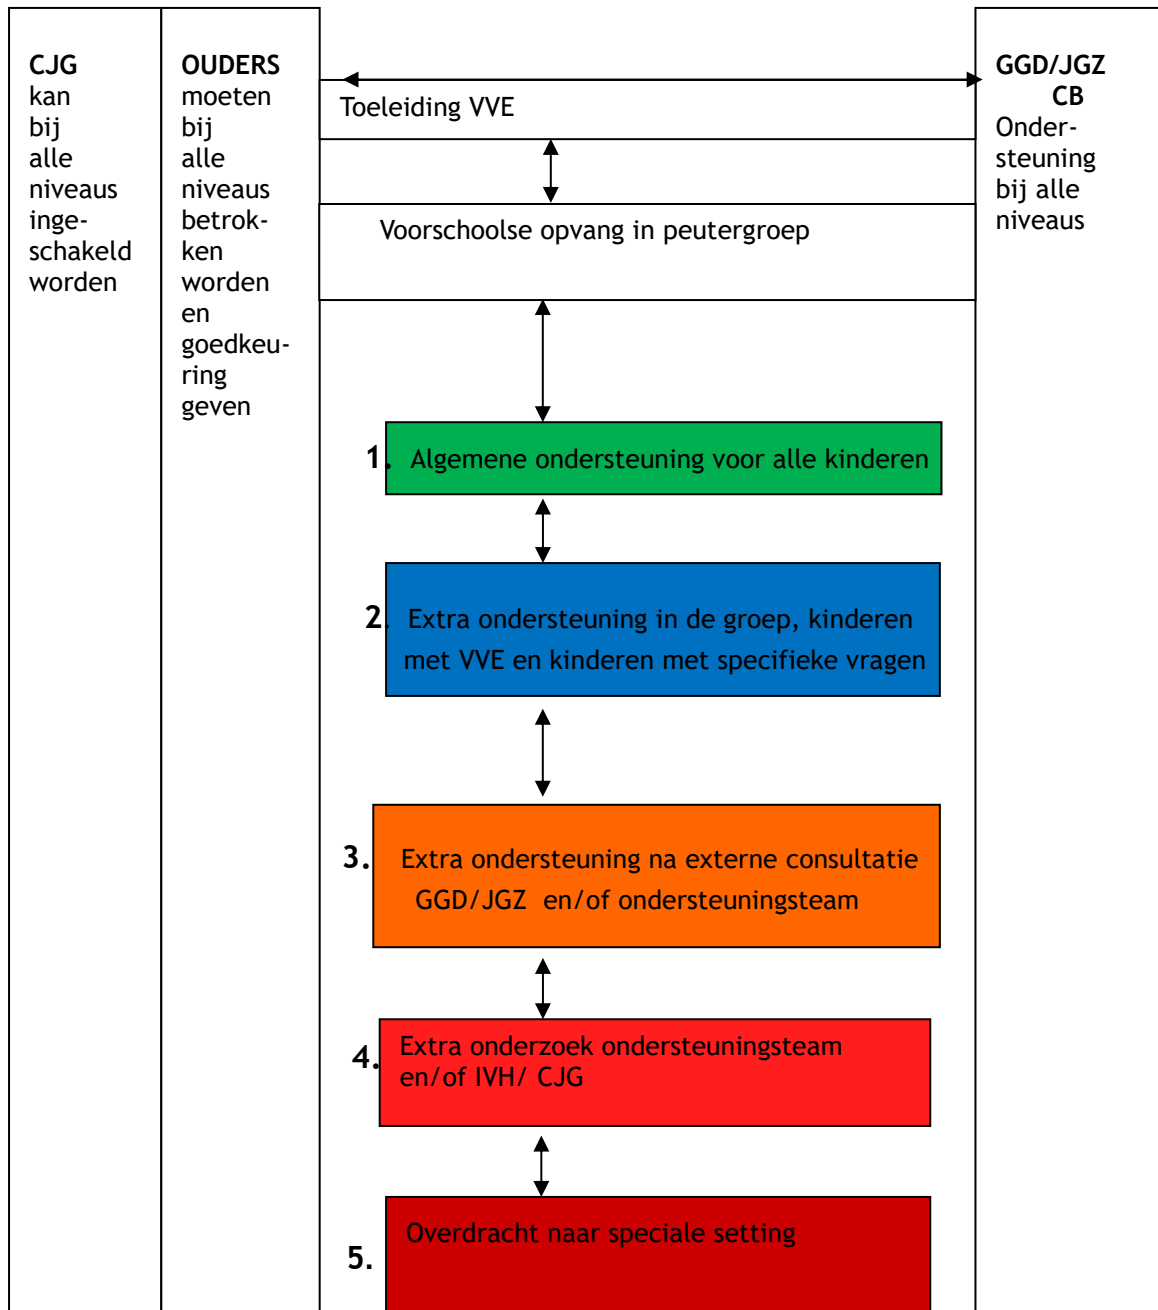 CJG
kan
bij
alle
niveaus
inge-
schakeld
worden
OUDERS
moeten
bij
alle
niveaus
betrok-
ken
worden
en
goedkeu-
ring
geven
Toeleiding VVE
Voorschoolse opvang in peutergroep
1. Algemene ondersteuning voor alle kinderen
2. Extra ondersteuning in de groep, kinderen
met VVE en kinderen met specifieke vragen
3. Extra ondersteuning na externe consultatie
GGD/JGZ en/of ondersteuningsteam
4. Extra onderzoek ondersteuningsteam
en/of IVH/ CJG
5. Overdracht naar speciale setting
GGD/JGZ
CB
Onder-
steuning
bij alle
niveaus